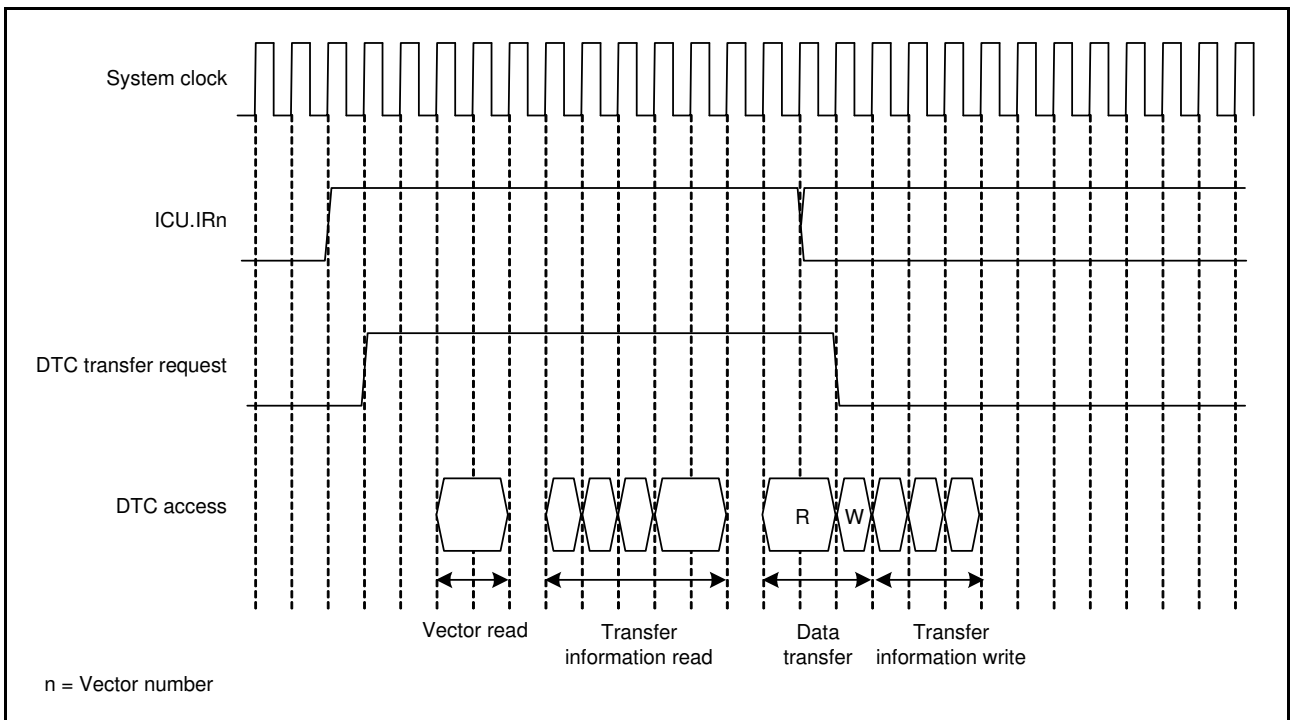 System clock
ICU.IRn
DTC transfer request
DTC access
R
W
Vector read
Transfer
information read
Data
transfer
Transfer
information write
n = Vector number